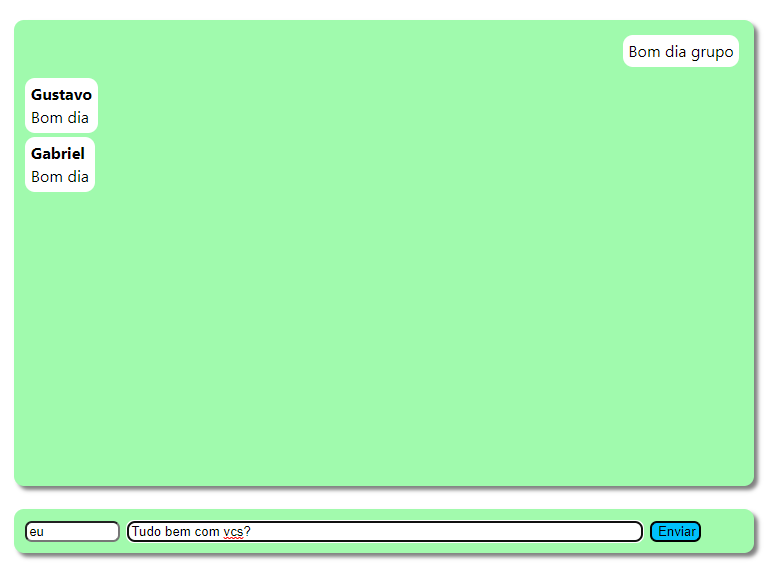 Bom dia grupo
Gustavo
Bom dia
Gabriel
Bom dia
eu
Tudo bem com vcs?
Enviar